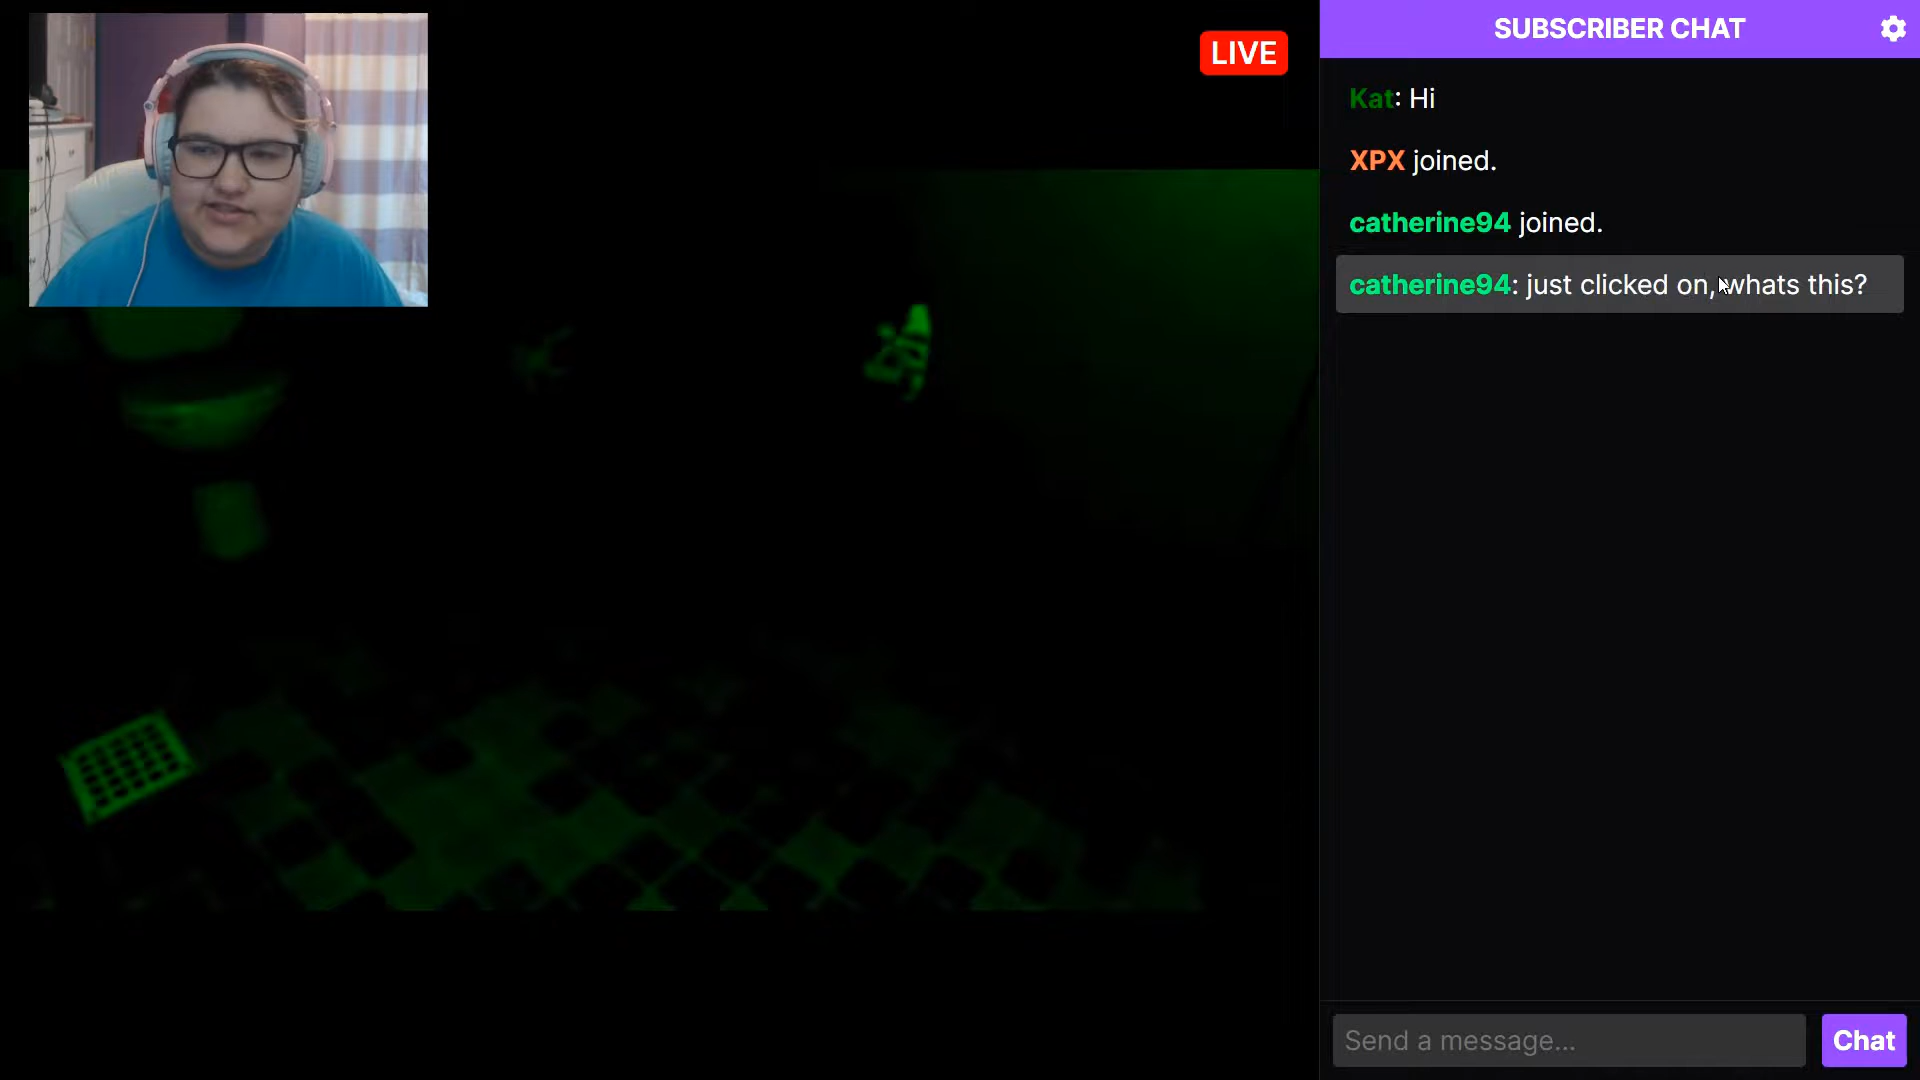 LIVE
SUBSCRIBER CHAT
Kat: Hi
XPX joined.
catherine94 joined.
catherine94: just clicked on, whats this?
Send a message...
Chat